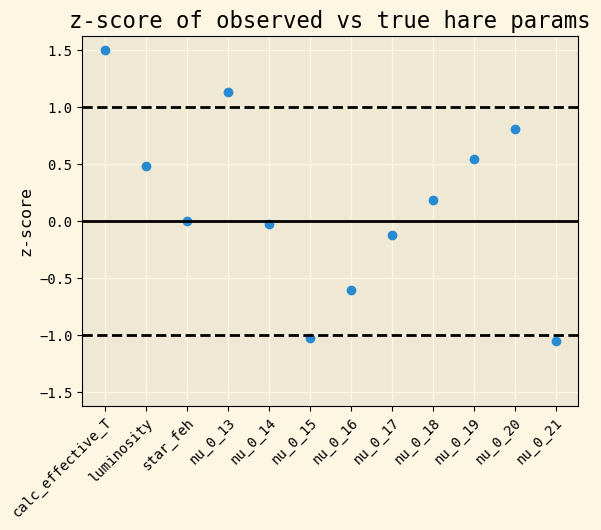 z-score of observed vs true hare params
z-score
1.5
1.0
0.5
0.0
−0.5
−1.0
−1.5
calc_effective_T
luminosity
star_feh
nu_0_13
nu_0_14
nu_0_15
nu_0_16
nu_0_17
nu_0_18
nu_0_19
nu_0_20
nu_0_21